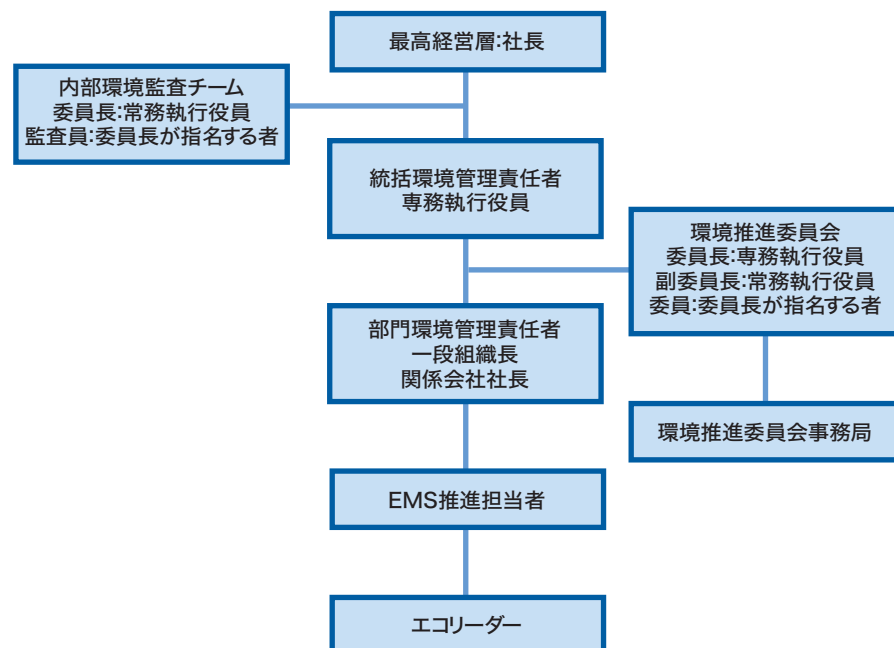 最高経営層:社長
内部環境監査チーム
委員長:常務執行役員
監査員:委員長が指名する者
統括環境管理責任者
専務執行役員
環境推進委員会
委員長:専務執行役員
副委員長:常務執行役員
委員:委員長が指名する者
部門環境管理責任者
一段組織長
関係会社社長
環境推進委員会事務局
EMS推進担当者
エコリーダー